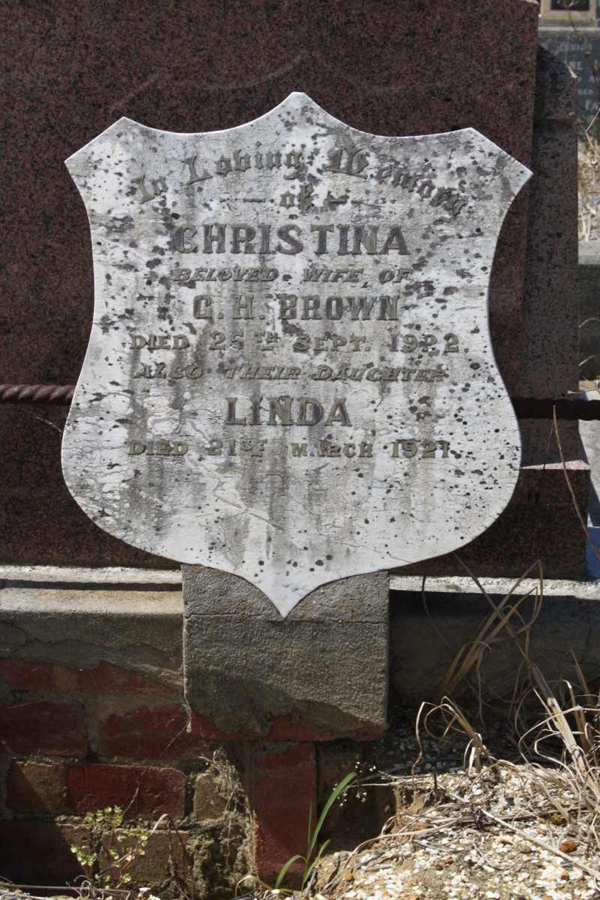 In Loving Memory
of
CHRISTINA
BELOVED WIFE OF
G. H. BROWN
DIED 25TH SEPT. 1922
ALSO THEIR DAUGHTER
LINDA
DIED 21ST MARCH 1921